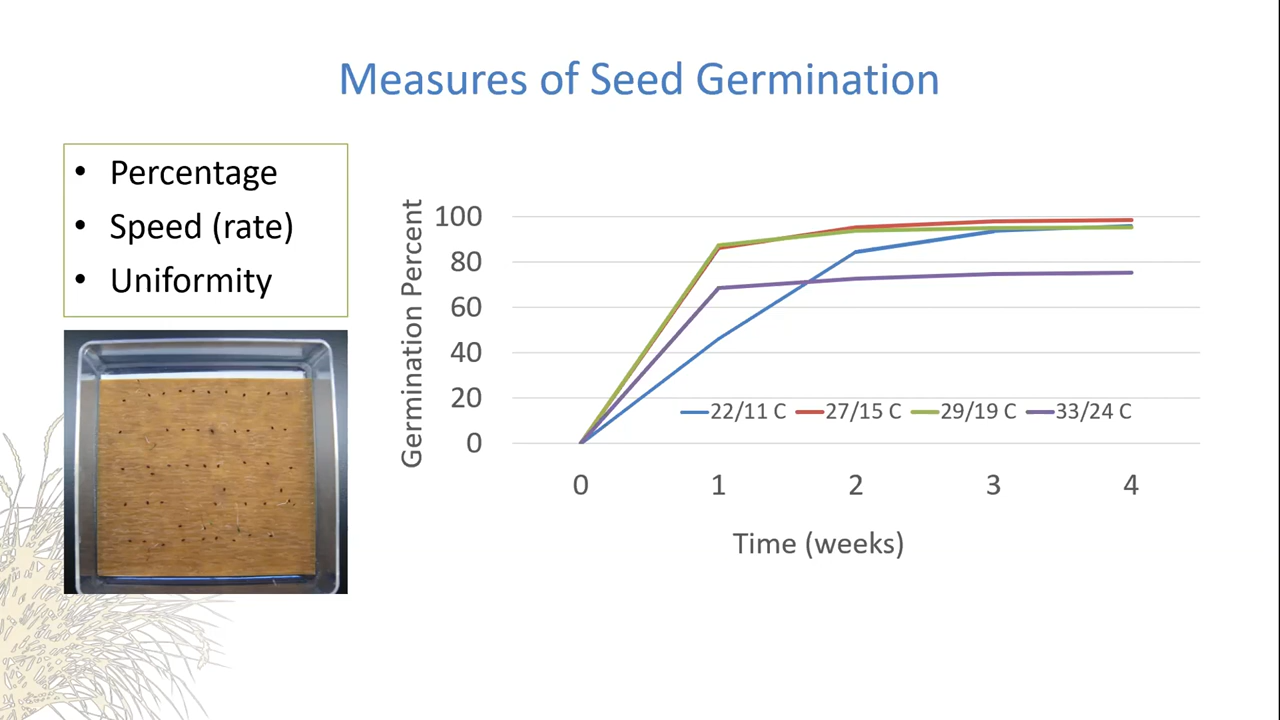 Measures of Seed Germination
• Percentage
• Speed (rate)
• Uniformity
Germination Percent
100
80
60
40
20
0
22/11 C 27/15 C 29/19 C 33/24 C
0 1 2 3 4
Time (weeks)